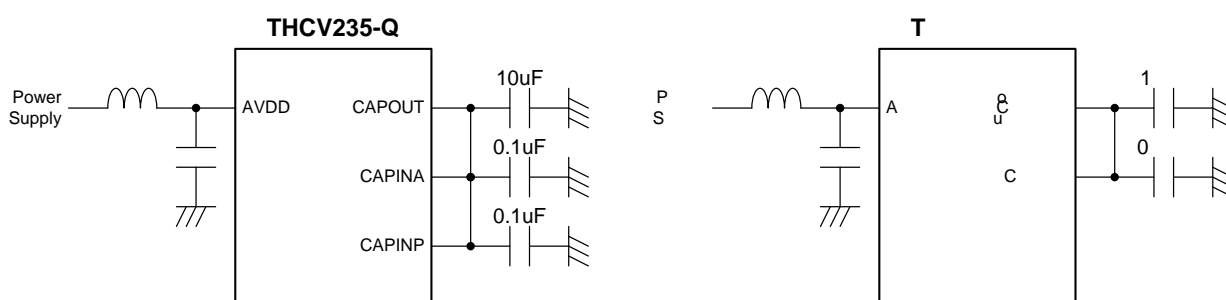 THCV235-Q
Power
Supply
AVDD
CAPOUT
10uF
CAPINA
0.1uF
CAPINP
0.1uF
T
P
S
A
C
u
1
C
0